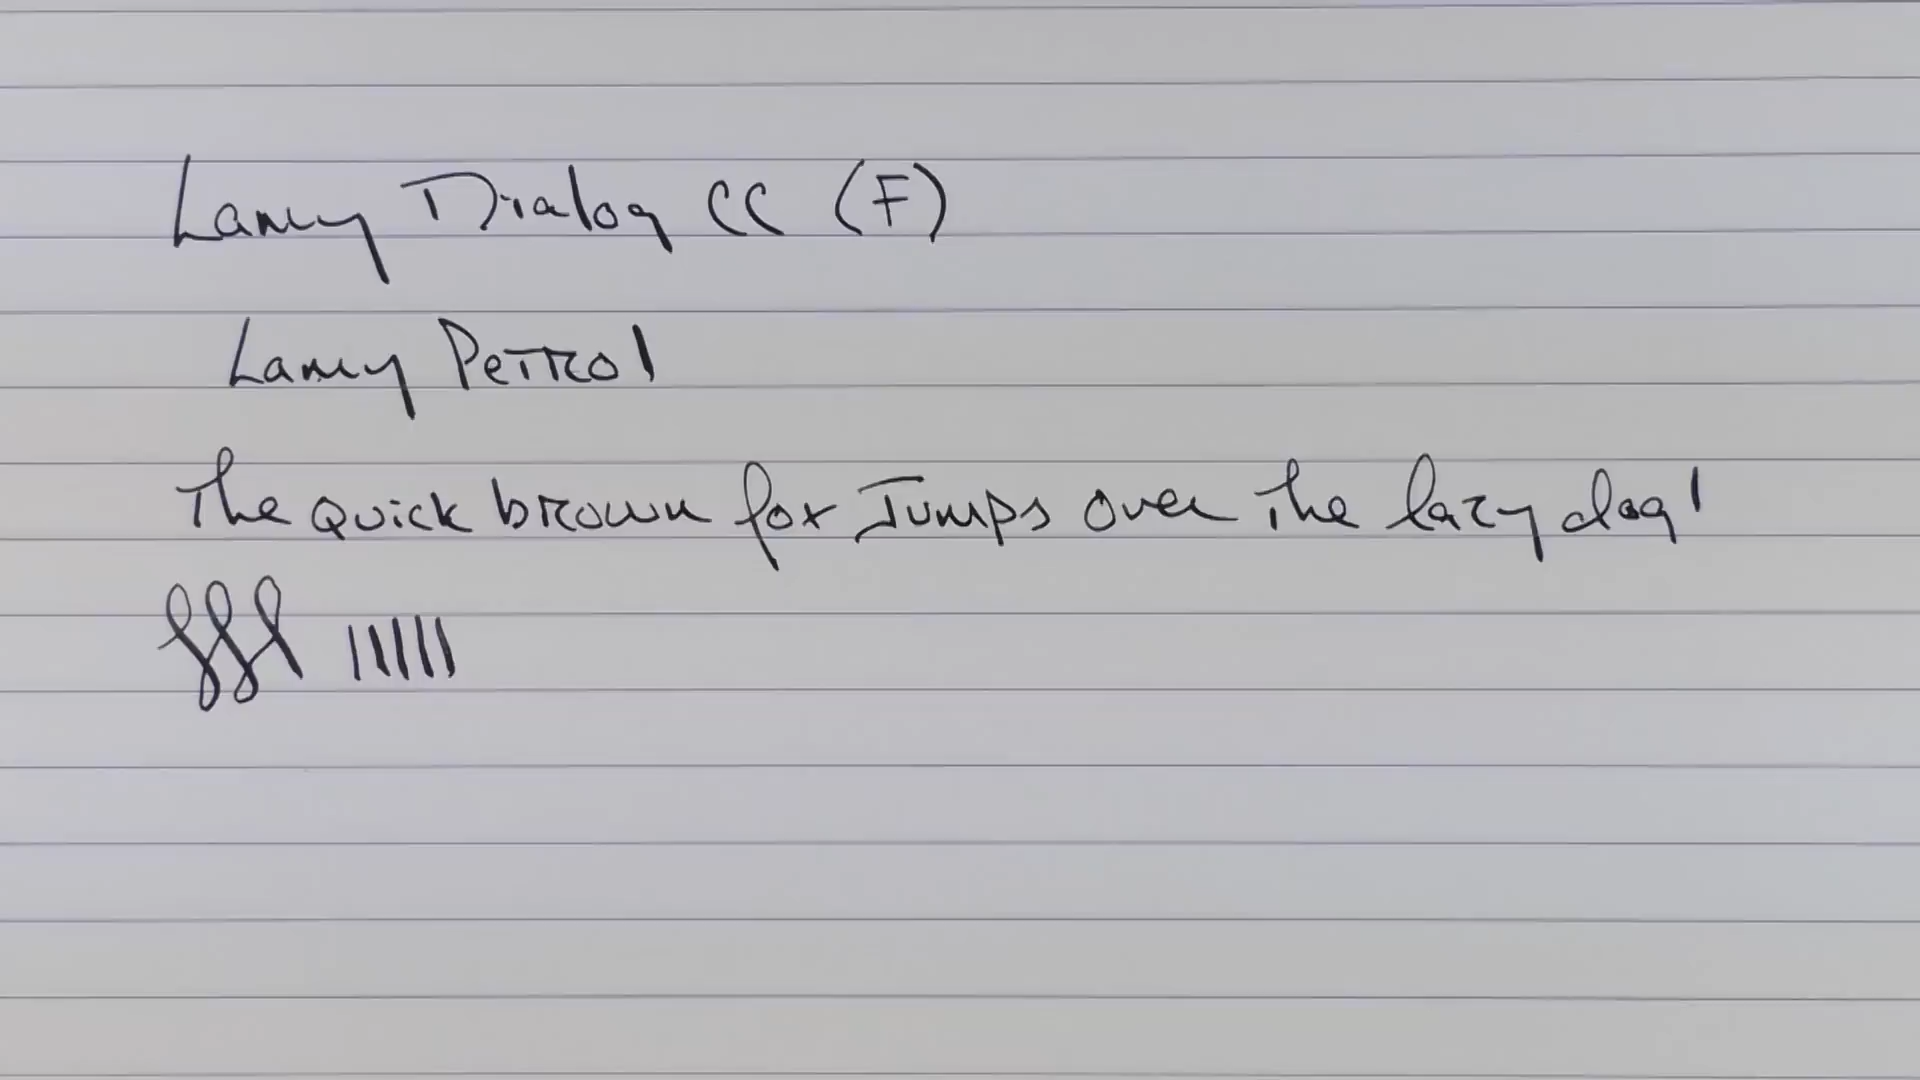 Lamy Dialog CC (F)
Lamy Petrol
The quick brown fox Jumps over the lazy dog!